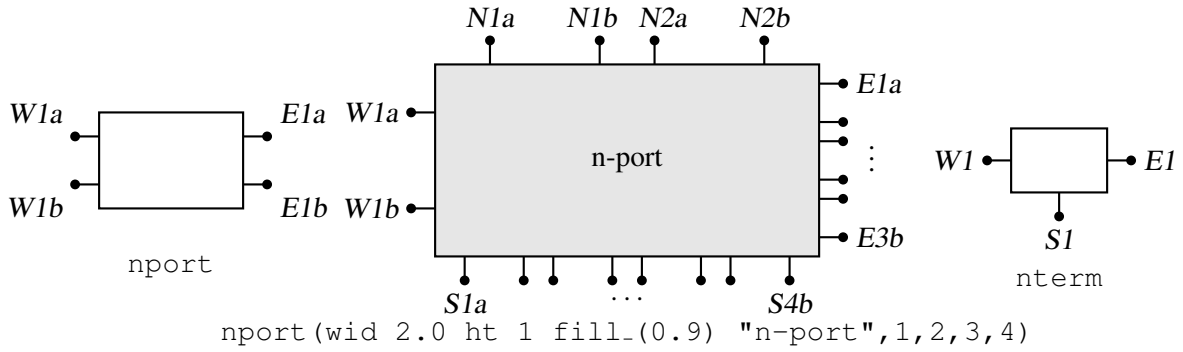 N1a N1b N2a N2b
E1a
W1a E1a W1a
n-port
⋮
W1 E1
W1b E1b W1b
E3b
S1
nport
nterm
S1a ... S4b
nport(wid 2.0 ht 1 fill_(0.9) "n-port",1,2,3,4)